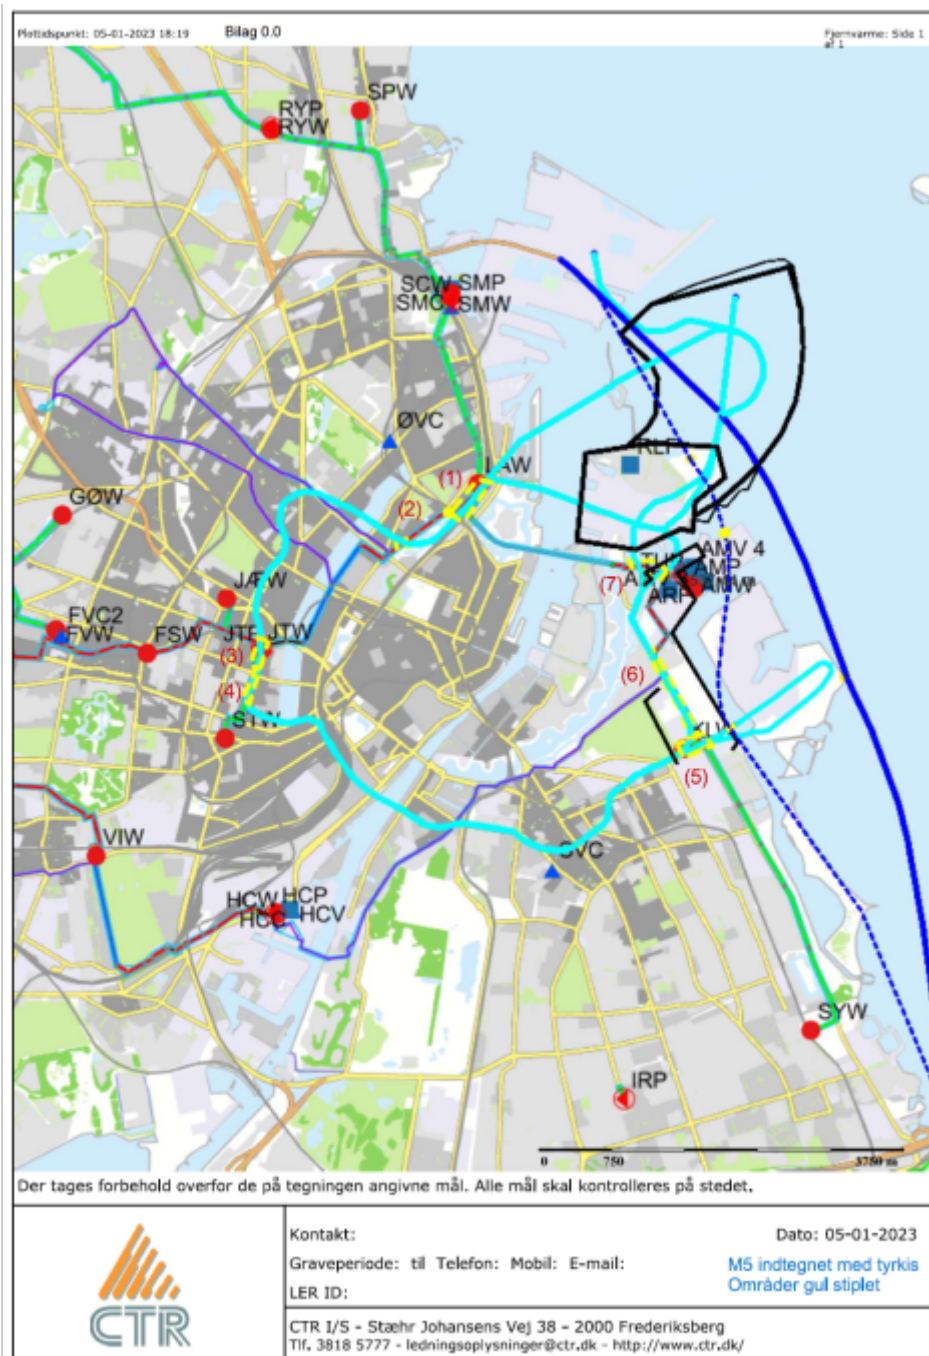 Plottidspunkt: 05-01-2023 18:19
Bilag 0.0
Fjernvarme: Side 1
af 1
SPW
RYP
RYW
SCW SMP
SMC SMW
ØVC
LAW
(1)
(2)
RLF
GØW
AMV 4
AMP
AMW
ARP
(7)
JÆW
FVC2
FVW
FSW
JTW
(3)
(4)
STW
(6)
(5)
VIW
HCW HCP
HCC HCV
SYW
IRP
0 750 3750 m
Der tages forbehold overfor de på tegningen angivne mål. Alle mål skal kontrolleres på stedet.
CTR
Kontakt:
Dato: 05-01-2023
Graveperiode: til Telefon: Mobil: E-mail:
M5 indtegnet med tyrkis
Områder gul stiplet
LER ID:
CTR I/S - Stæhr Johansens Vej 38 - 2000 Frederiksberg
Tlf. 3818 5777 - ledningsoplysninger@ctr.dk - http://www.ctr.dk/